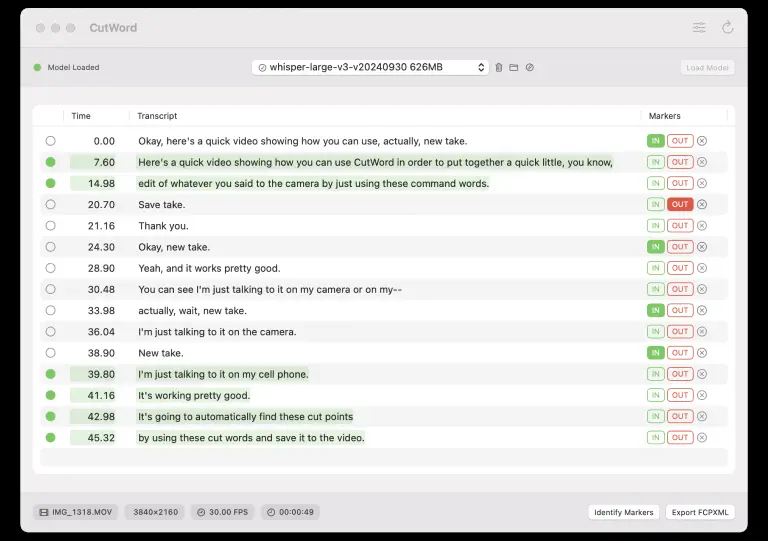 CutWord
Model Loaded
whisper-large-v3-v20240930 626MB
Load Model
Time Transcript Markers
0.00 Okay, here's a quick video showing how you can use, actually, new take. IN OUT
7.60 Here's a quick video showing how you can use CutWord in order to put together a quick little, you know, IN OUT
14.98 edit of whatever you said to the camera by just using these command words. IN OUT
20.70 Save take. IN OUT
21.16 Thank you. IN OUT
24.30 Okay, new take. IN OUT
28.90 Yeah, and it works pretty good. IN OUT
30.48 You can see I'm just talking to it on my camera or on my-- IN OUT
33.98 actually, wait, new take. IN OUT
36.04 I'm just talking to it on the camera. IN OUT
38.90 New take. IN OUT
39.80 I'm just talking to it on my cell phone. IN OUT
41.16 It's working pretty good. IN OUT
42.98 It's going to automatically find these cut points IN OUT
45.32 by using these cut words and save it to the video. IN OUT
IMG_1318.MOV 3840×2160 30.00 FPS 00:00:49 Identify Markers Export FCPXML